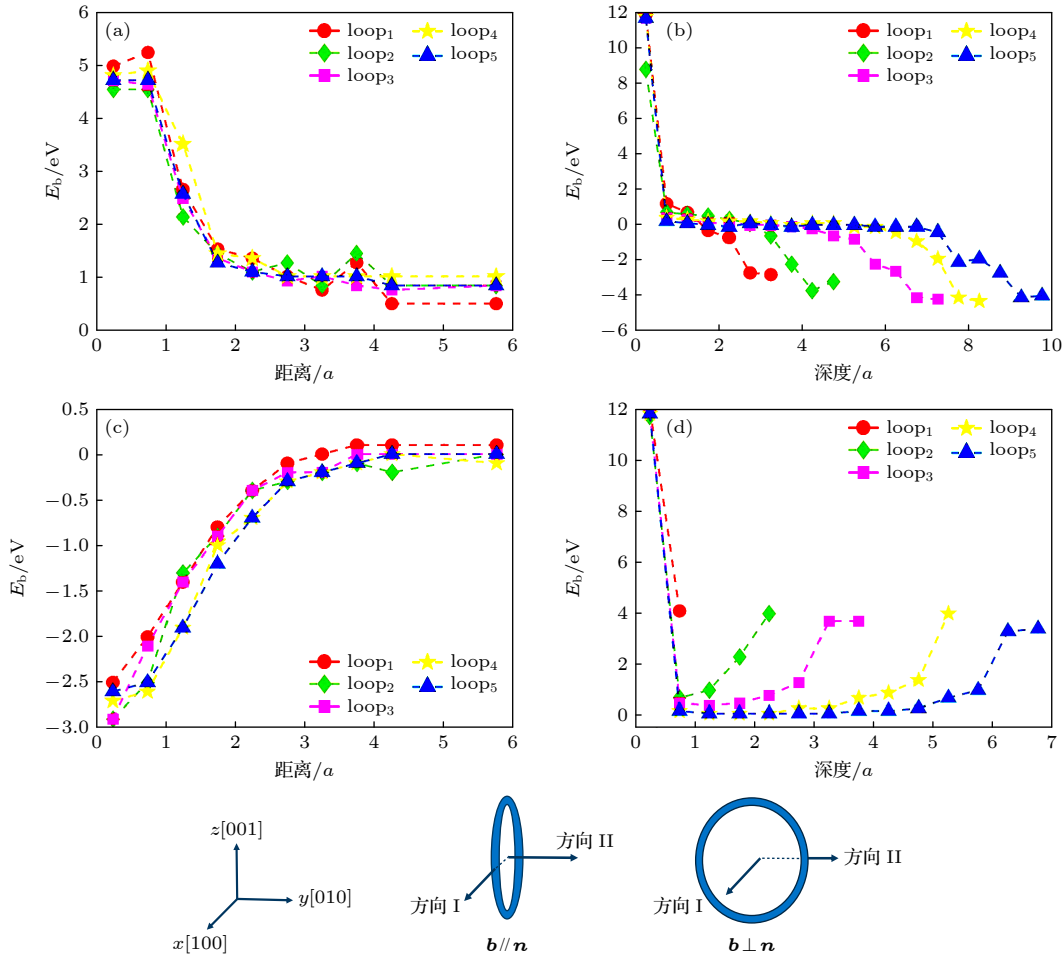 (a)
loop1 loop4
loop2 loop5
loop3
Eb/eV
6
5
4
3
2
1
0
0 1 2 3 4 5 6
距离/a
(b)
loop1 loop4
loop2 loop5
loop3
Eb/eV
12
10
8
6
4
2
0
−2
−4
−6
0 2 4 6 8 10
深度/a
(c)
loop1 loop4
loop2 loop5
loop3
Eb/eV
0.5
0
−0.5
−1.0
−1.5
−2.0
−2.5
−3.0
0 1 2 3 4 5 6
距离/a
(d)
loop1 loop4
loop2 loop5
loop3
Eb/eV
12
10
8
6
4
2
0
0 1 2 3 4 5 6 7
深度/a
z[001]
y[010]
x[100]
方向 II
方向 I
b//n
方向 II
方向 I
b⊥n